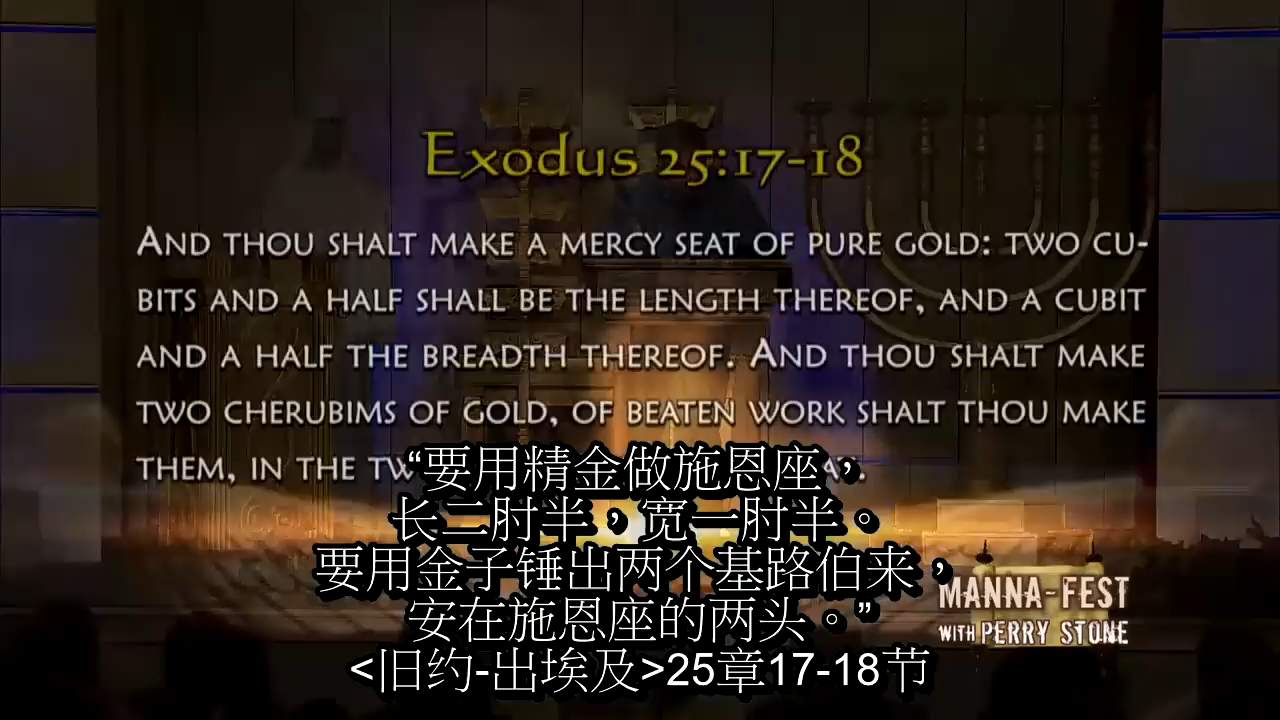 Exodus 25:17-18
And thou shalt make a mercy seat of pure gold: two cu-
bits and a half shall be the length thereof, and a cubit
and a half the breadth thereof. And thou shalt make
two cherubims of gold, of beaten work shalt thou make
them, in the
“要用精金做施恩座，
长二肘半，宽一肘半。
要用金子锤出两个基路伯来，
安在施恩座的两头。”
<旧约-出埃及>25章17-18节
MANNA-FEST
WITH PERRY STONE